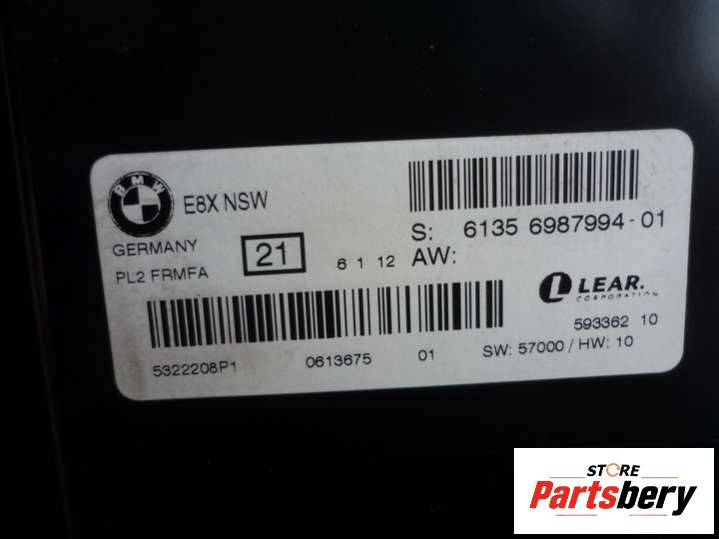 BMW
E8X NSW
GERMANY
PL2 FRMFA
21
6 1 12
S: 6135 6987994-01
AW:
LEAR.
CORPORATION
593362 10
5322208P1 0613675 01 SW: 57000 / HW: 10
STORE
Partsbery